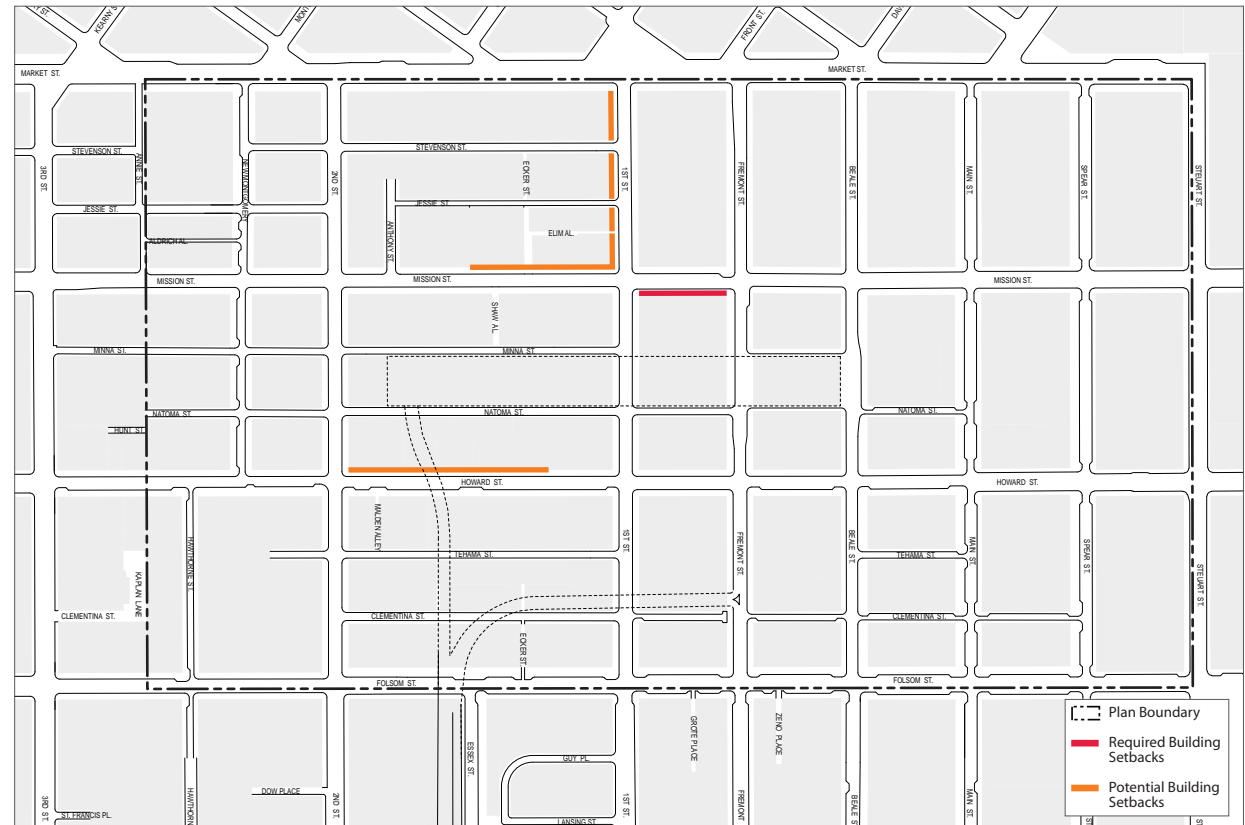 KEARNY S
MARKET ST.
MARKET ST.
FRONT ST.
STEVENSON ST.
STEVENSON ST.
3RD ST.
ANNIE ST.
NEW MONTGOMERY
2ND ST.
ECKER ST.
1ST ST.
FREMONT ST.
BEALE ST.
MAIN ST.
SPEAR ST.
STEUART ST.
JESSIE ST.
JESSIE ST.
ALDRICH AL.
ANTHONY ST.
ELIM AL.
MISSION ST.
MISSION ST.
MISSION ST.
SHAW AL.
MINNA ST.
MINNA ST.
NATOMA ST.
NATOMA ST.
NATOMA ST.
HUNT ST.
HOWARD ST.
HOWARD ST.
MALDEN ALLEY
HAWTHORNE ST.
1ST ST.
FREMONT ST.
BEALE ST.
MAIN ST.
SPEAR ST.
STEUART ST.
TEHAMA ST.
TEHAMA ST.
KAPLAN LANE
CLEMENTINA ST.
CLEMENTINA ST.
CLEMENTINA ST.
ECKER ST.
FOLSOM ST.
FOLSOM ST.
Plan Boundary
Required Building
Setbacks
Potential Building
Setbacks
ESSEX ST.
GROTE PLACE
ZENO PLACE
GUY PL.
3RD ST.
HAWTHORN
DOW PLACE
2ND ST.
1ST ST.
FREMONT
BEALE
MAIN ST.
ST. FRANCIS PL.
LANSING ST.